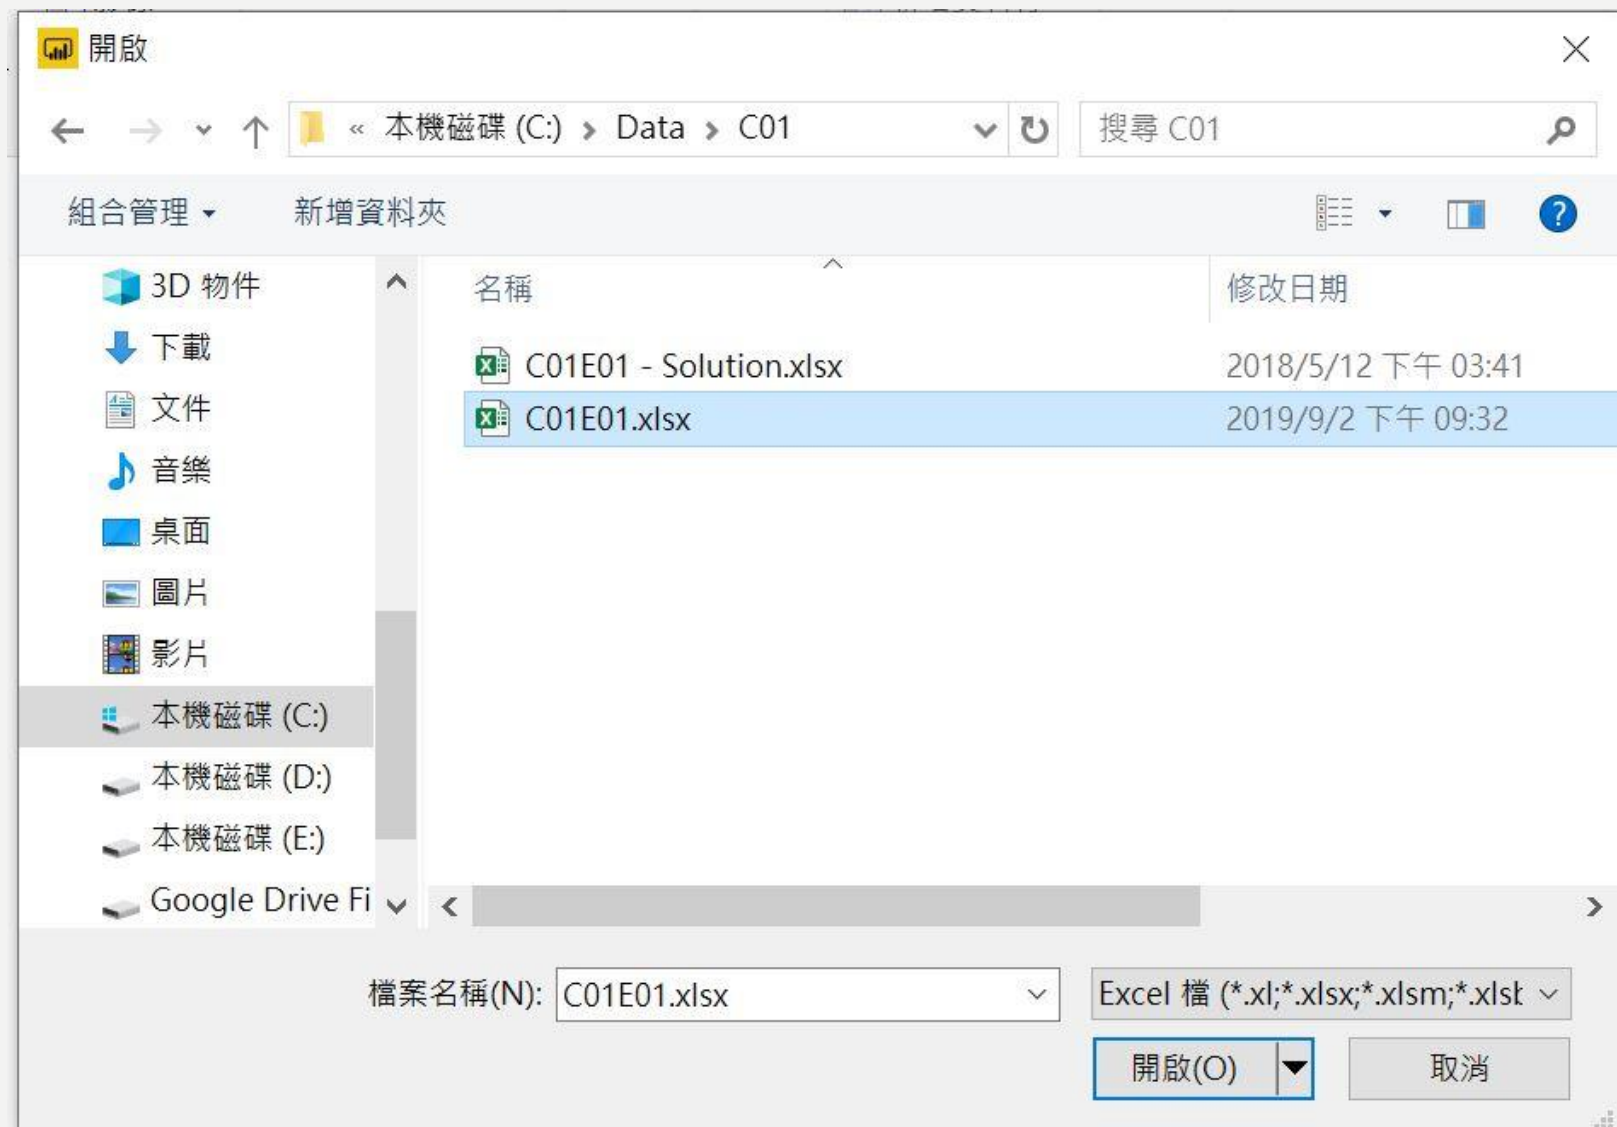 開啟
« 本機磁碟 (C:) > Data > C01
搜尋 C01
組合管理
新增資料夾
名稱
修改日期
3D 物件
下載
文件
音樂
桌面
圖片
影片
本機磁碟 (C:)
本機磁碟 (D:)
本機磁碟 (E:)
Google Drive Fi
C01E01 - Solution.xlsx 2018/5/12 下午 03:41
C01E01.xlsx 2019/9/2 下午 09:32
檔案名稱(N): C01E01.xlsx
Excel 檔 (*.xl;*.xlsx;*.xlsm;*.xlsb
開啟(O)
取消